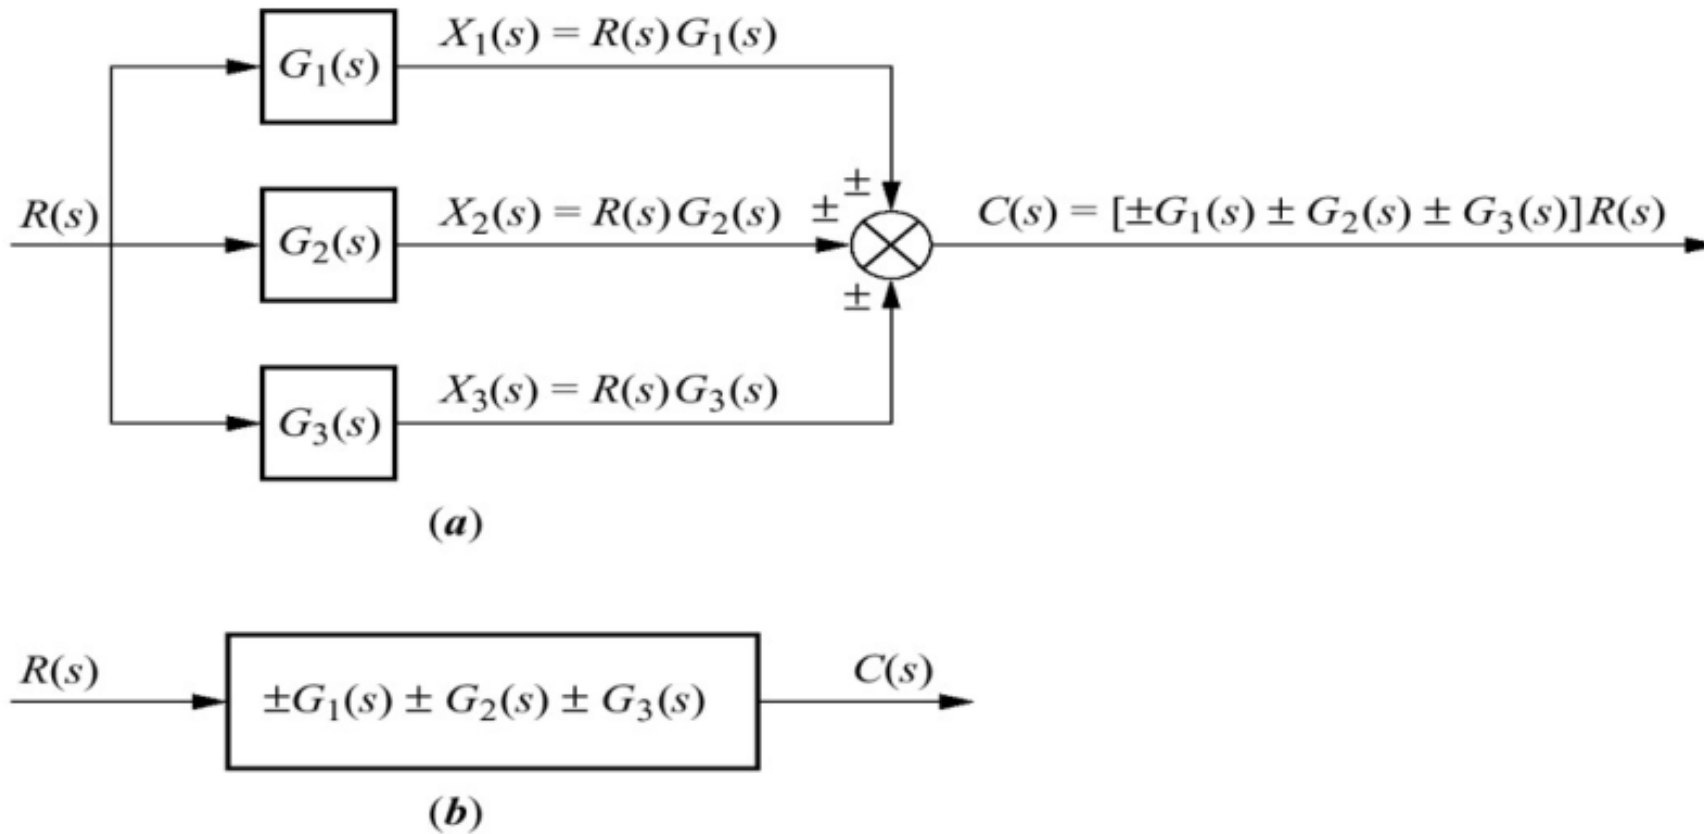 G₁(s)
X₁(s) = R(s)G₁(s)
±
R(s)
G₂(s)
X₂(s) = R(s)G₂(s)
±
C(s) = [±G₁(s) ± G₂(s) ± G₃(s)]R(s)
±
G₃(s)
X₃(s) = R(s)G₃(s)
(a)
R(s)
±G₁(s) ± G₂(s) ± G₃(s)
C(s)
(b)